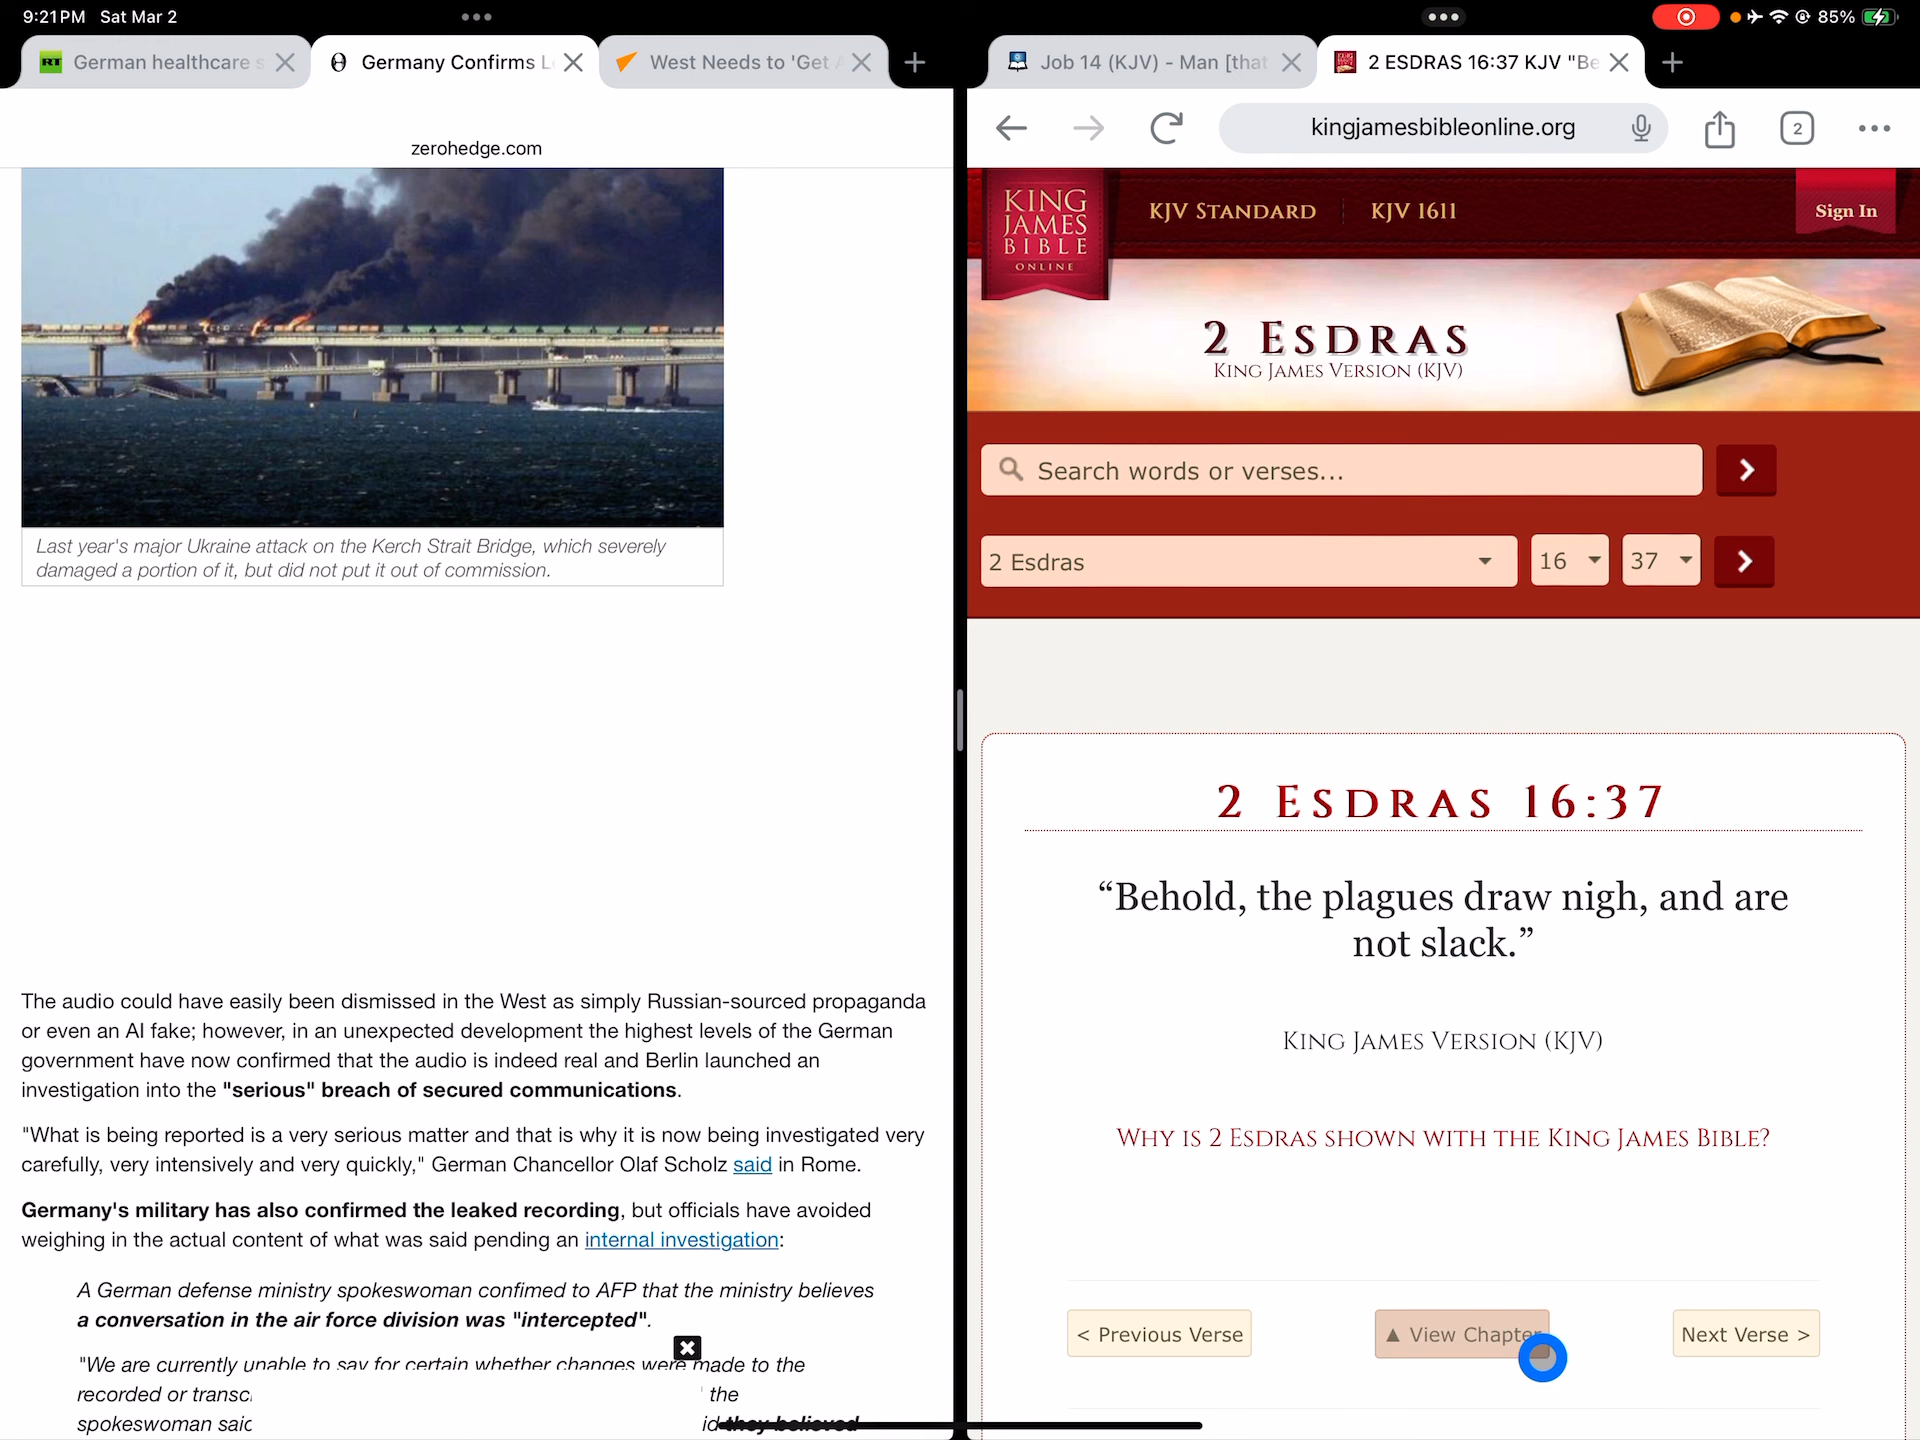 9:21PM Sat Mar 2
85%
RT German healthcare s
Germany Confirms L
West Needs to 'Get
zerohedge.com
Last year's major Ukraine attack on the Kerch Strait Bridge, which severely
damaged a portion of it, but did not put it out of commission.
The audio could have easily been dismissed in the West as simply Russian-sourced propaganda
or even an AI fake; however, in an unexpected development the highest levels of the German
government have now confirmed that the audio is indeed real and Berlin launched an
investigation into the "serious" breach of secured communications.
"What is being reported is a very serious matter and that is why it is now being investigated very
carefully, very intensively and very quickly," German Chancellor Olaf Scholz said in Rome.
Germany's military has also confirmed the leaked recording, but officials have avoided
weighing in the actual content of what was said pending an internal investigation:
A German defense ministry spokeswoman confimed to AFP that the ministry believes
a conversation in the air force division was "intercepted".
"We are currently unable to say for certain whether changes were made to the
recorded or transc the
spokeswoman said id they believed
Job 14 (KJV) - Man [that
2 ESDRAS 16:37 KJV "Be
kingjamesbibleonline.org
2
KING
JAMES
BIBLE
ONLINE
KJV STANDARD
KJV 1611
Sign In
2 ESDRAS
KING JAMES VERSION (KJV)
Search words or verses...
2 Esdras
16
37
2 ESDRAS 16:37
“Behold, the plagues draw nigh, and are
not slack.”
KING JAMES VERSION (KJV)
WHY IS 2 ESDRAS SHOWN WITH THE KING JAMES BIBLE?
< Previous Verse
▲ View Chapter
Next Verse >